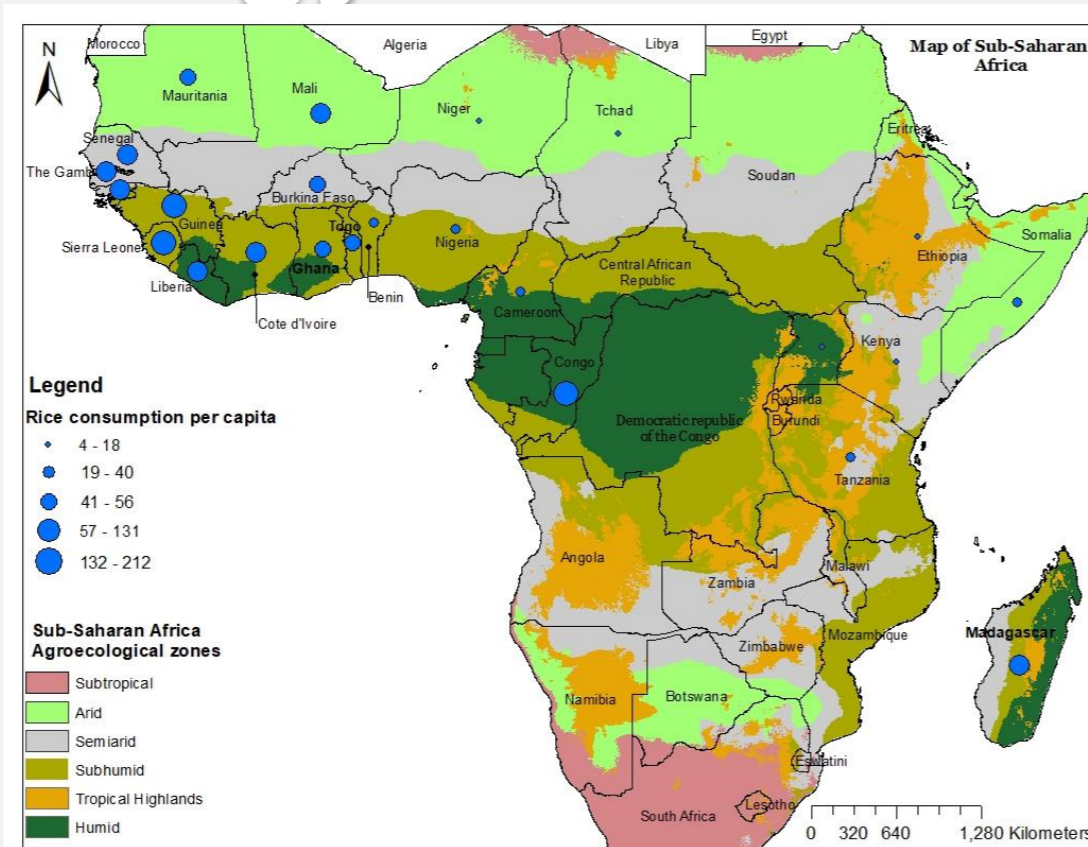 Morocco
Algeria
Libya
Egypt
Map of Sub-Saharan
Africa
N
Mauritania
Mali
Niger
Tchad
Eritrea
Senegal
The Gamb
Burkina Faso
Soudan
Guinea
Togo
Nigeria
Somalia
Sierra Leone
Ghana
Central African
Republic
Ethiopia
Liberia
Benin
Cameroon
Cote d'Ivoire
Kenya
Congo
Rwanda
Burundi
Democratic republic
of the Congo
Tanzania
Angola
Malawi
Zambia
Madagascar
Mozambique
Zimbabwe
Namibia
Botswana
Eswatini
Lesotho
South Africa
Legend
Rice consumption per capita
4 - 18
19 - 40
41 - 56
57 - 131
132 - 212
Sub-Saharan Africa
Agroecological zones
Subtropical
Arid
Semiarid
Subhumid
Tropical Highlands
Humid
0 320 640 1,280 Kilometers